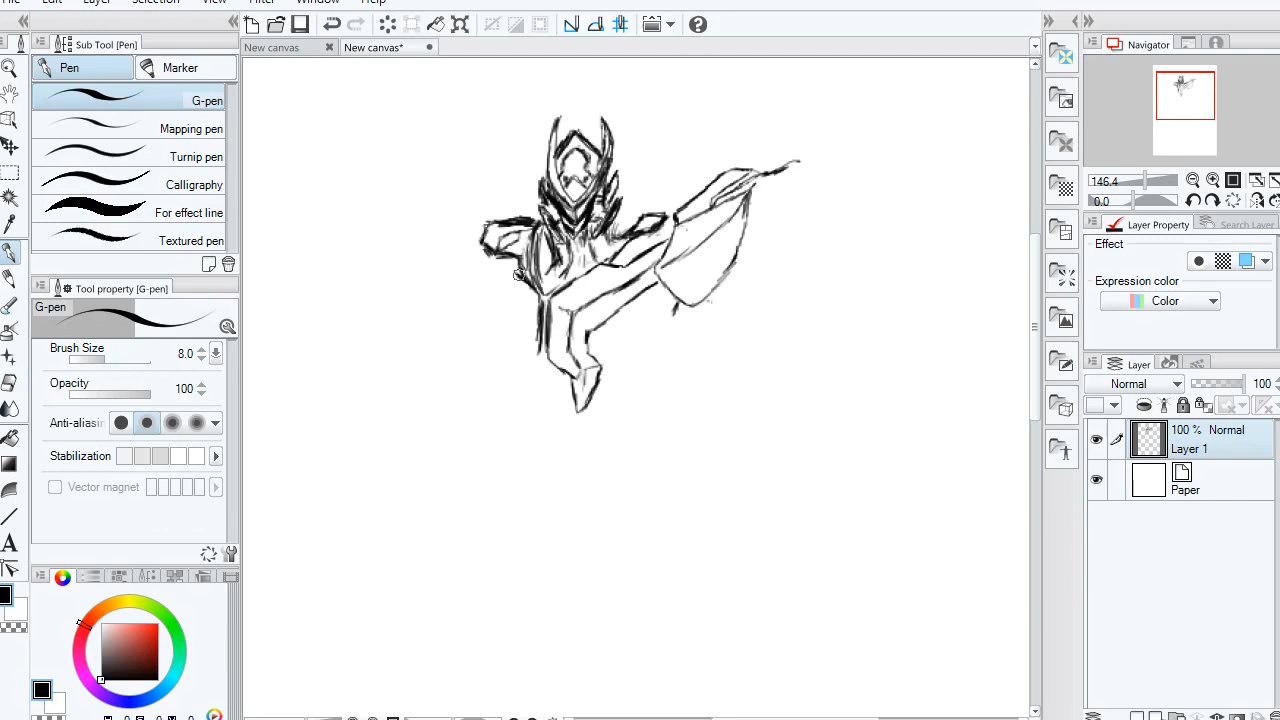 Edit
Layer
Selection
Filter
Window
Help
Sub Tool [Pen]
New canvas
New canvas*
Navigator
Pen
Marker
G-pen
Mapping pen
Turnip pen
Calligraphy
For effect line
Textured pen
146.4
0.0
Layer Property
Search Layer
Effect
Expression color
Color
Tool property [G-pen]
G-pen
Brush Size
8.0
Opacity
100
Anti-aliasin
Stabilization
Vector magnet
Layer
Normal
100
100 % Normal
Layer 1
Paper